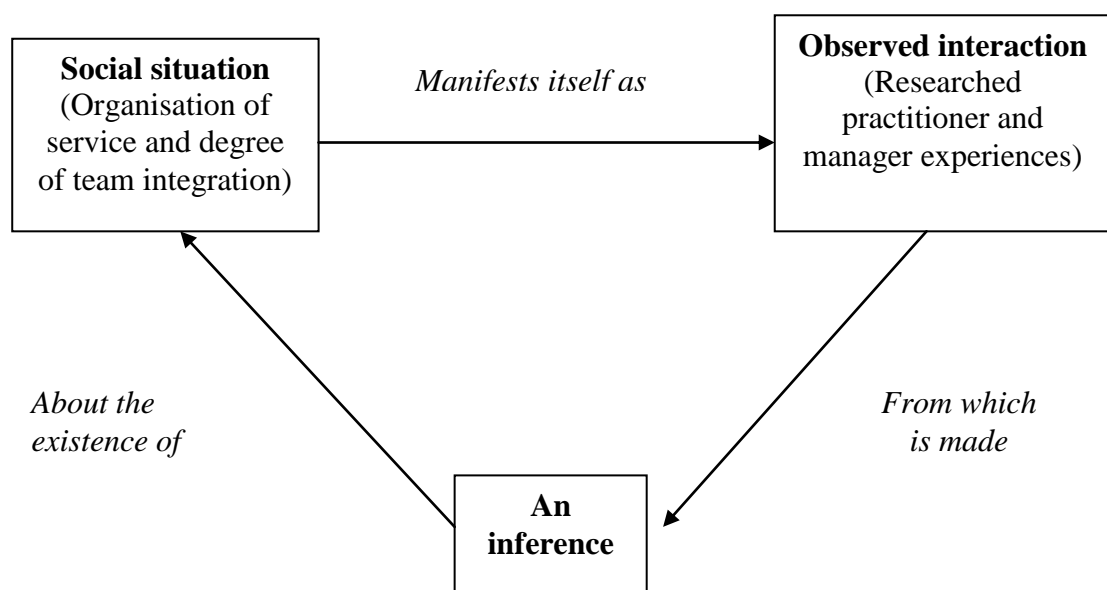 Social situation
(Organisation of
service and degree
of team integration)
Manifests itself as
Observed interaction
(Researched
practitioner and
manager experiences)
About the
existence of
From which
is made
An
inference